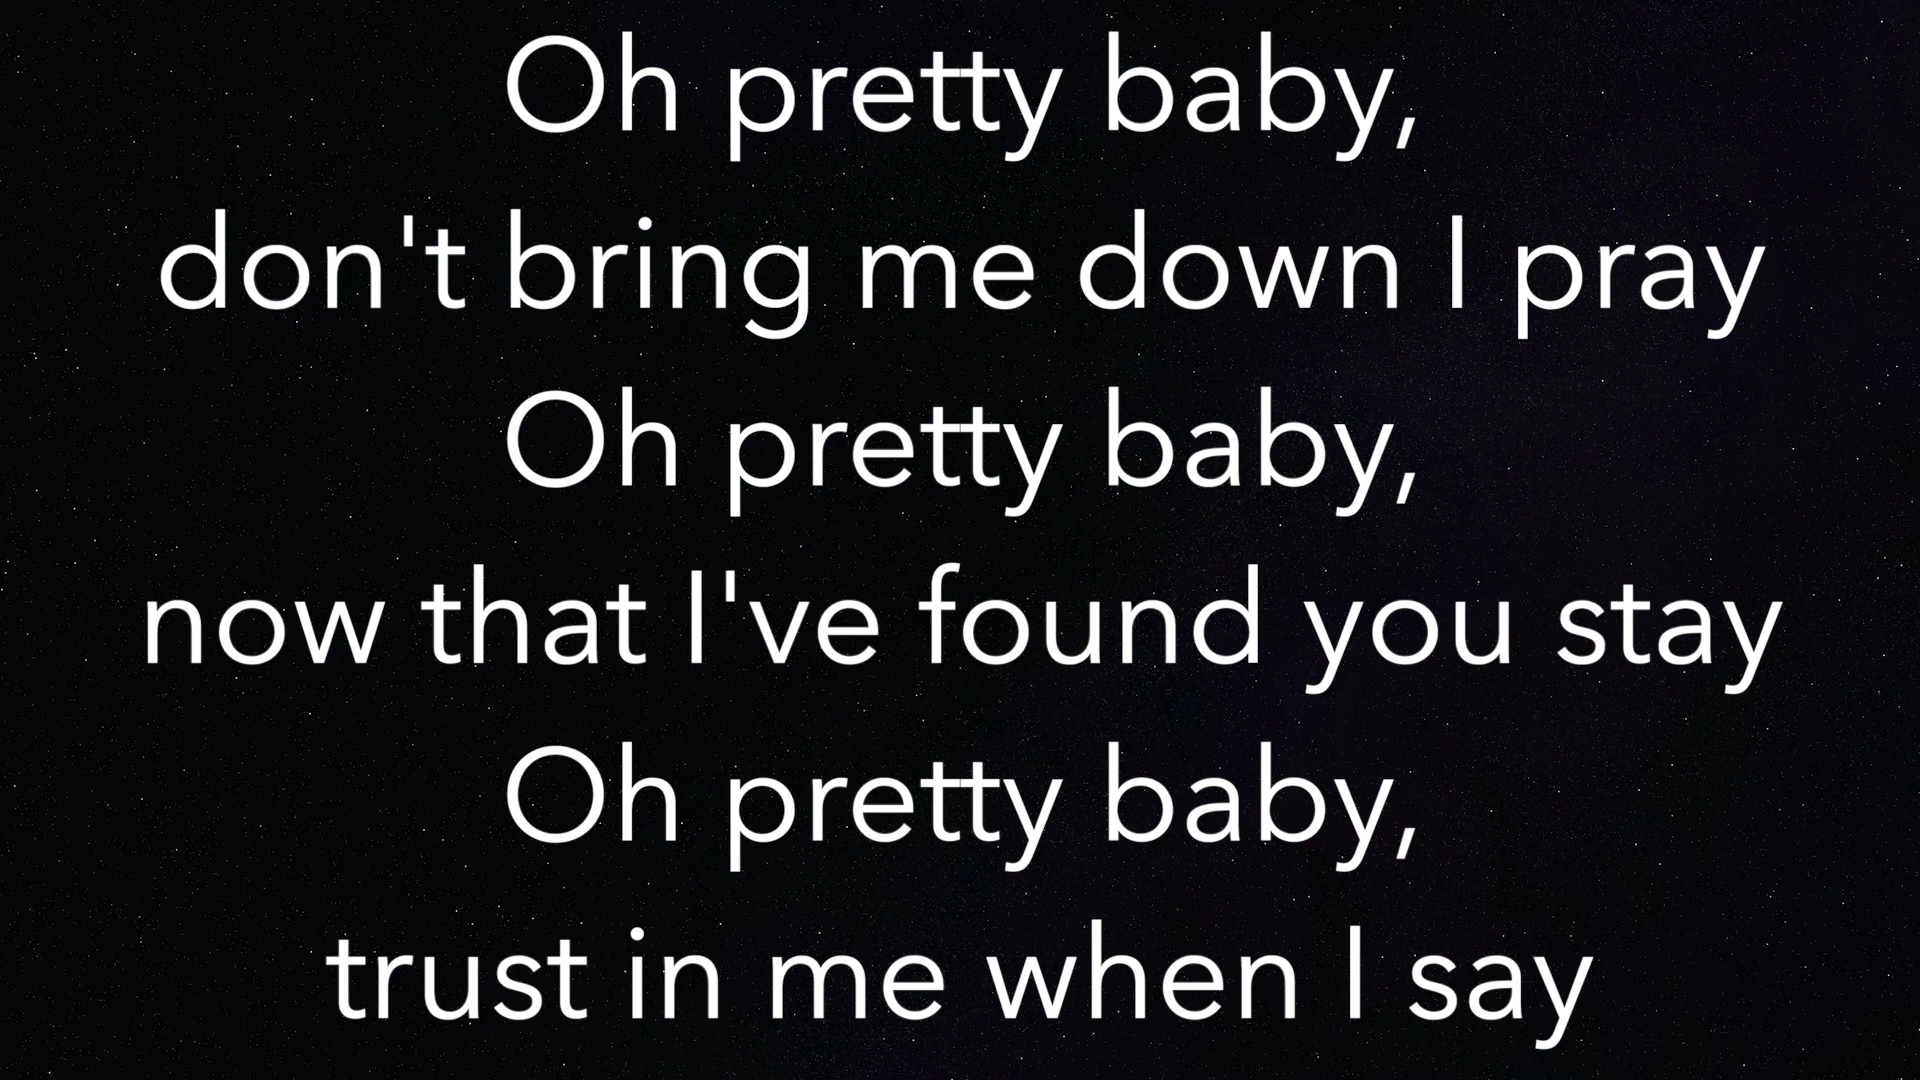 Oh pretty baby,
don't bring me down I pray
Oh pretty baby,
now that I've found you stay
Oh pretty baby,
trust in me when I say